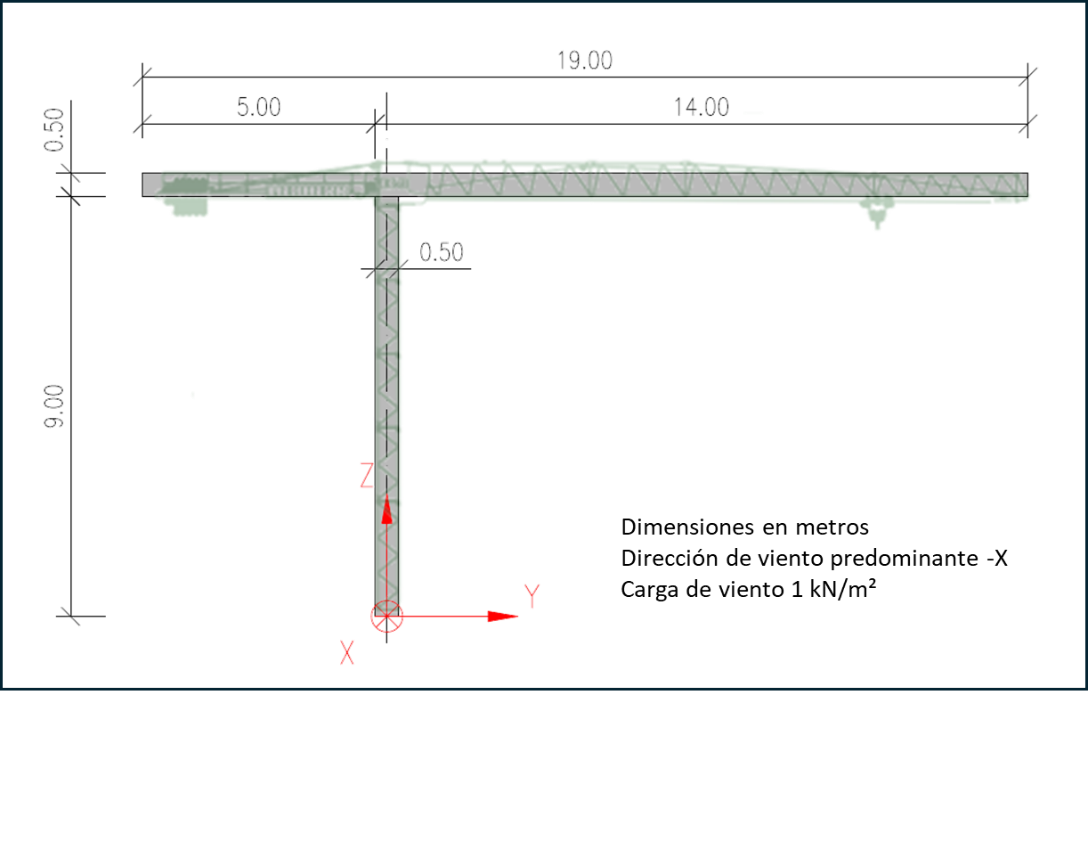 19.00
5.00
14.00
0.50
0.50
9.00
Z
Y
X
Dimensiones en metros
Dirección de viento predominante -X
Carga de viento 1 kN/m²